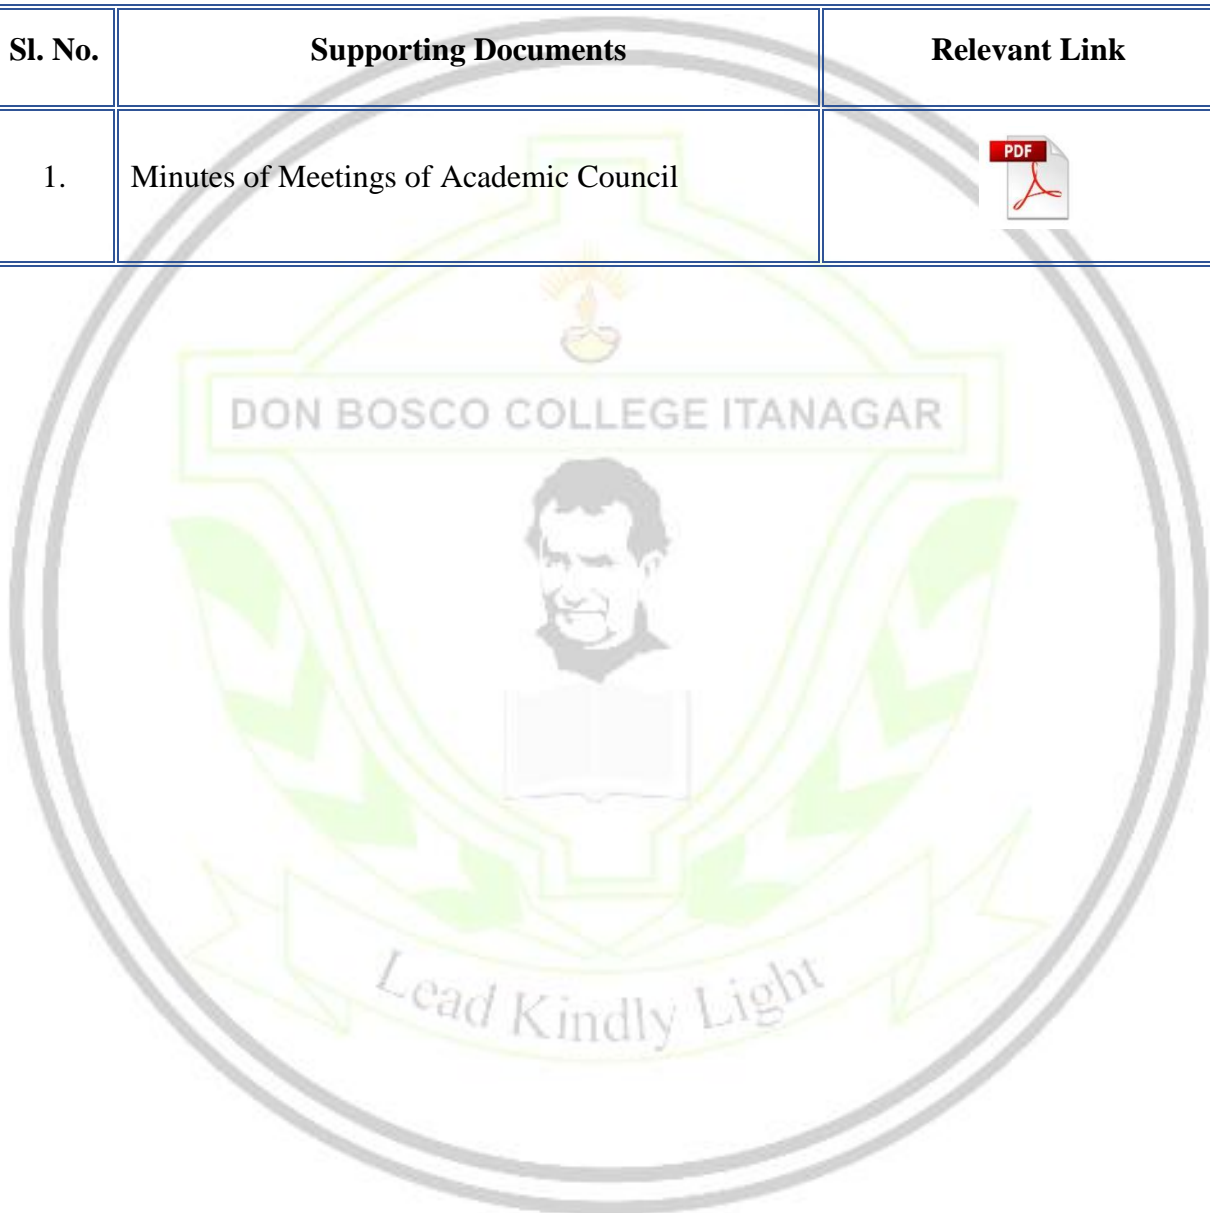 Sl. No. Supporting Documents Relevant Link
1. Minutes of Meetings of Academic Council PDF
DON BOSCO COLLEGE ITANAGAR
Lead Kindly Light